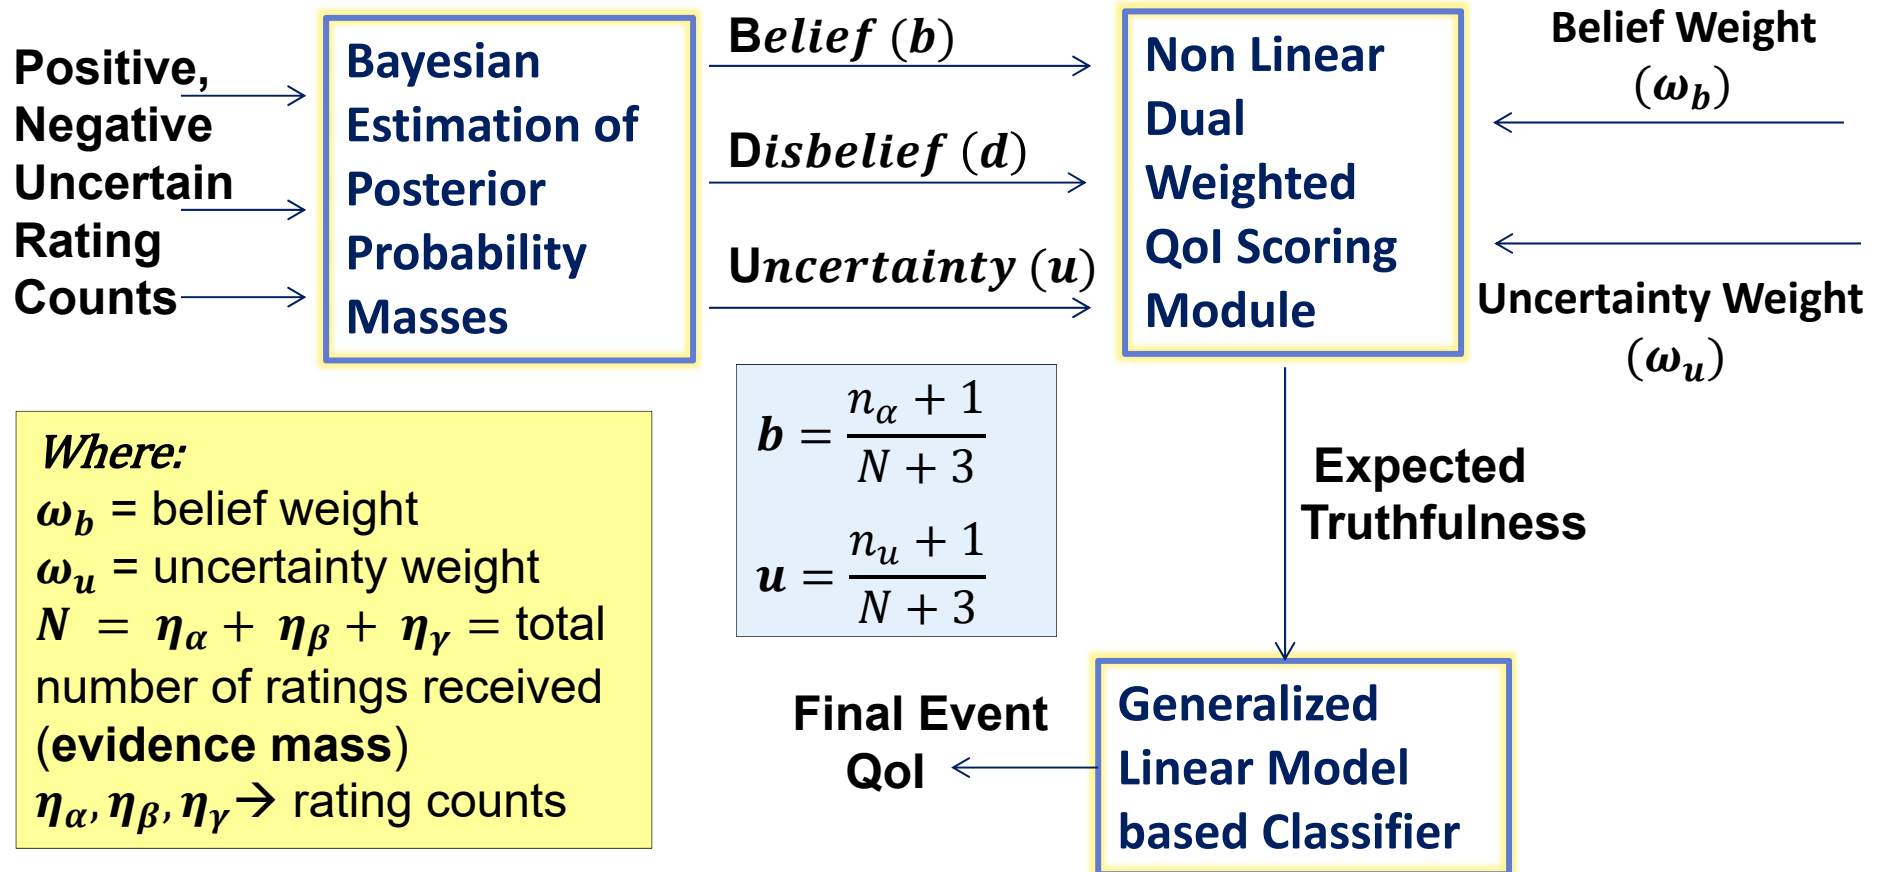 Positive,
Negative
Uncertain
Rating
Counts
Bayesian
Estimation of
Posterior
Probability
Masses
Belief (b)
Disbelief (d)
Uncertainty (u)
Non Linear
Dual
Weighted
QoI Scoring
Module
Belief Weight
(ω_b)
Uncertainty Weight
(ω_u)
b = (n_α + 1)/(N + 3)
u = (n_u + 1)/(N + 3)
Where:
ω_b = belief weight
ω_u = uncertainty weight
N = η_α + η_β + η_γ = total
number of ratings received
(evidence mass)
η_α, η_β, η_γ → rating counts
Expected
Truthfulness
Final Event
QoI
Generalized
Linear Model
based Classifier